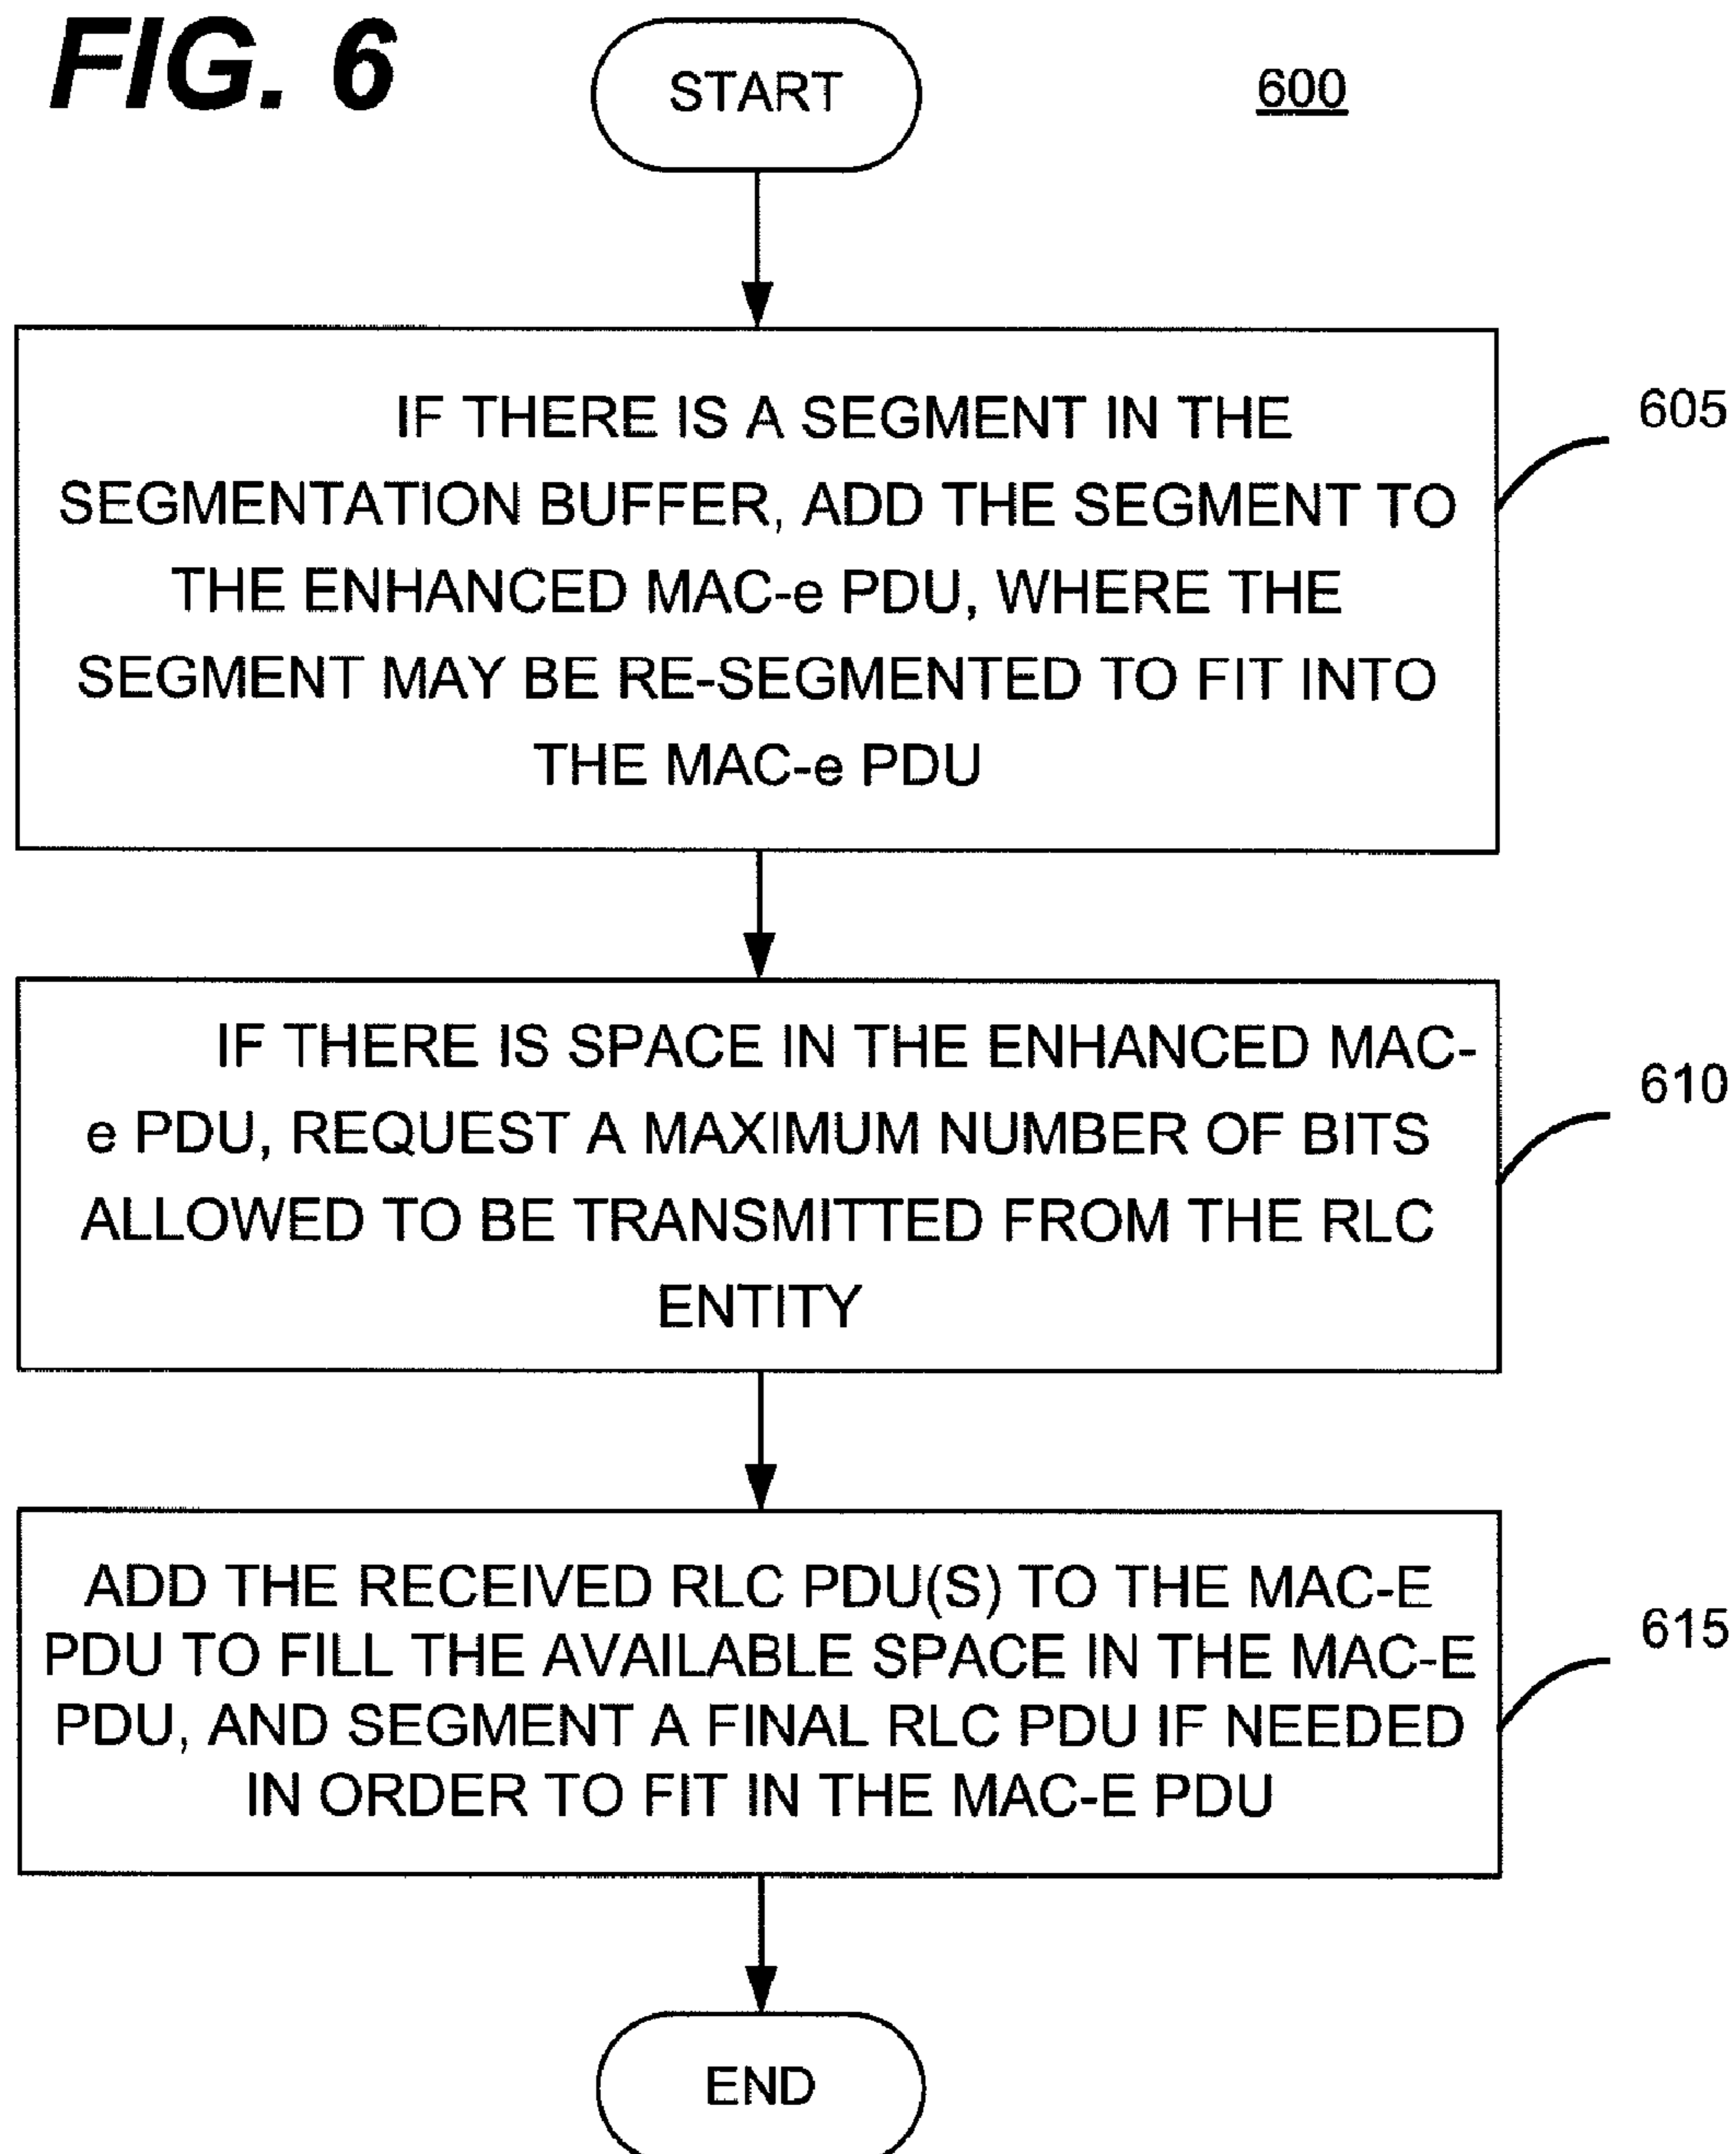 FIG. 6
START
600
IF THERE IS A SEGMENT IN THE
SEGMENTATION BUFFER, ADD THE SEGMENT TO
THE ENHANCED MAC-e PDU, WHERE THE
SEGMENT MAY BE RE-SEGMENTED TO FIT INTO
THE MAC-e PDU
605
IF THERE IS SPACE IN THE ENHANCED MAC-
e PDU, REQUEST A MAXIMUM NUMBER OF BITS
ALLOWED TO BE TRANSMITTED FROM THE RLC
ENTITY
610
ADD THE RECEIVED RLC PDU(S) TO THE MAC-E
PDU TO FILL THE AVAILABLE SPACE IN THE MAC-E
PDU, AND SEGMENT A FINAL RLC PDU IF NEEDED
IN ORDER TO FIT IN THE MAC-E PDU
615
END